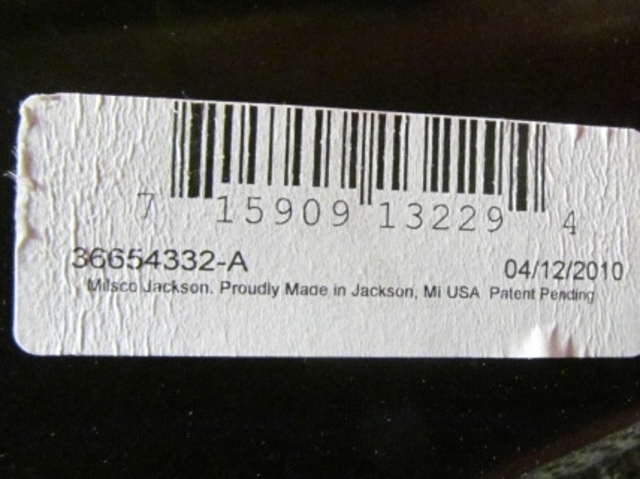 7 15909 13229 4
36654332-A 04/12/2010
Milsco Jackson. Proudly Made in Jackson, MI USA Patent Pending